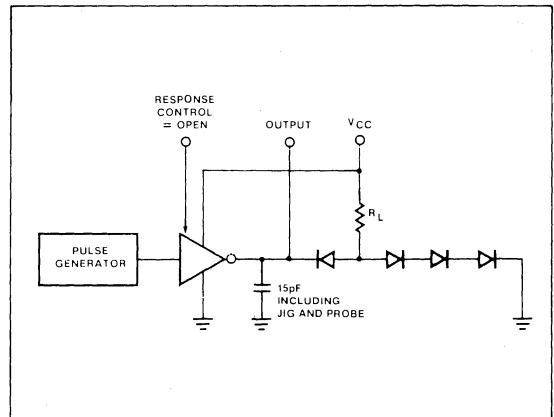 RESPONSE
CONTROL
= OPEN
OUTPUT
VCC
RL
PULSE
GENERATOR
15pF
INCLUDING
JIG AND PROBE